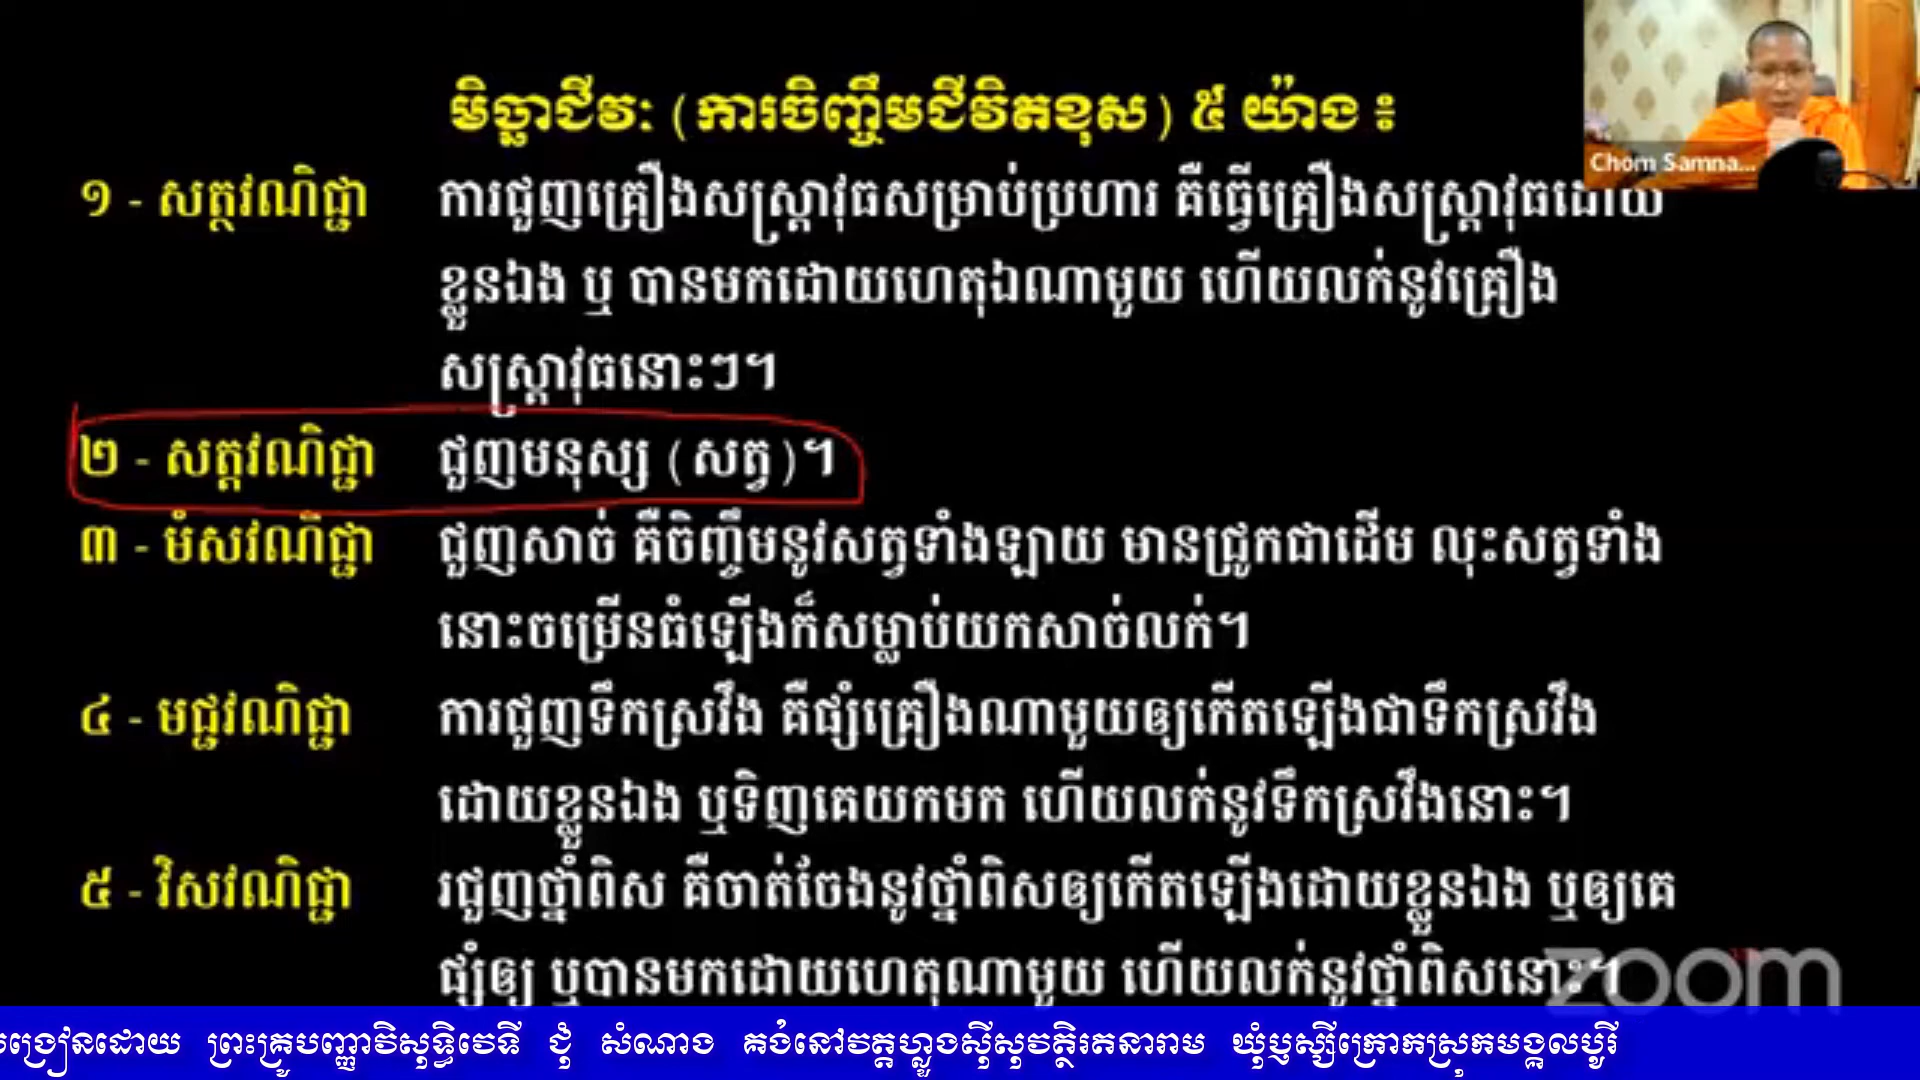 មិច្ឆាជីវៈ (ការចិញ្ចឹមជីវិតខុស) ៥ យ៉ាង ៖
Chom Samna...
១ - សត្ថវណិជ្ជា ការជួញគ្រឿងសស្ត្រាវុធសម្រាប់ប្រហារ គឺធ្វើគ្រឿងសស្ត្រាវុធដោយ
ខ្លួនឯង ឬ បានមកដោយហេតុឯណាមួយ ហើយលក់នូវគ្រឿង
សស្ត្រាវុធនោះៗ។
២ - សត្តវណិជ្ជា ជួញមនុស្ស (សត្វ)។
៣ - មំសវណិជ្ជា ជួញសាច់ គឺចិញ្ចឹមនូវសត្វទាំងឡាយ មានជ្រូកជាដើម លុះសត្វទាំង
នោះចម្រើនធំឡើងក៏សម្លាប់យកសាច់លក់។
៤ - មជ្ជវណិជ្ជា ការជួញទឹកស្រវឹង គឺផ្សំគ្រឿងណាមួយឲ្យកើតឡើងជាទឹកស្រវឹង
ដោយខ្លួនឯង ឬទិញគេយកមក ហើយលក់នូវទឹកស្រវឹងនោះ។
៥ - វិសវណិជ្ជា រជួញថ្នាំពិស គឺចាត់ចែងនូវថ្នាំពិសឲ្យកើតឡើងដោយខ្លួនឯង ឬឲ្យគេ
ផ្សំឲ្យ ឬបានមកដោយហេតុណាមួយ ហើយលក់នូវថ្នាំពិសនោះ។
zoom
ង្រៀនដោយ ព្រះគ្រូបញ្ញាវិសុទ្ធិវេទី ជុំ សំណាង គង់នៅវត្តហ្លួងស៊ីសុវត្ថិរតនារាម ឃុំឫស្សីក្រោកស្រុកមង្គលបូរី